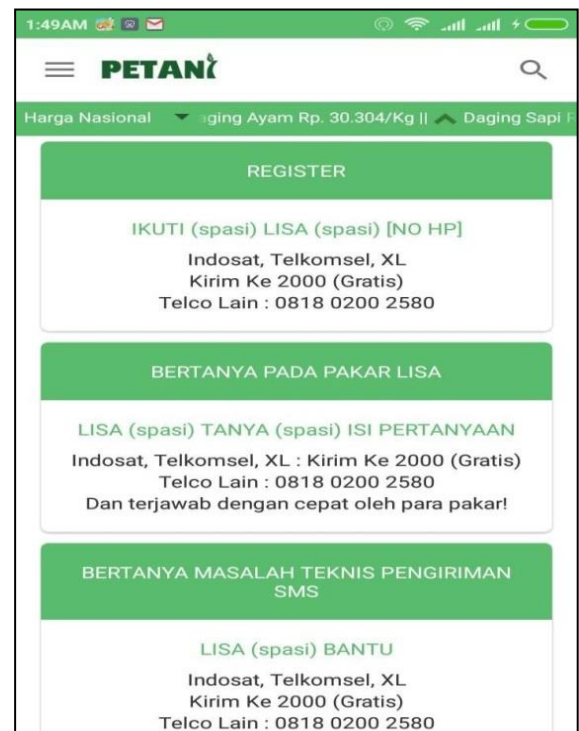 1:49AM
PETANI
Harga Nasional aging Ayam Rp. 30.304/Kg || Daging Sapi
REGISTER
IKUTI (spasi) LISA (spasi) [NO HP]
Indosat, Telkomsel, XL
Kirim Ke 2000 (Gratis)
Telco Lain : 0818 0200 2580
BERTANYA PADA PAKAR LISA
LISA (spasi) TANYA (spasi) ISI PERTANYAAN
Indosat, Telkomsel, XL : Kirim Ke 2000 (Gratis)
Telco Lain : 0818 0200 2580
Dan terjawab dengan cepat oleh para pakar!
BERTANYA MASALAH TEKNIS PENGIRIMAN
SMS
LISA (spasi) BANTU
Indosat, Telkomsel, XL
Kirim Ke 2000 (Gratis)
Telco Lain : 0818 0200 2580